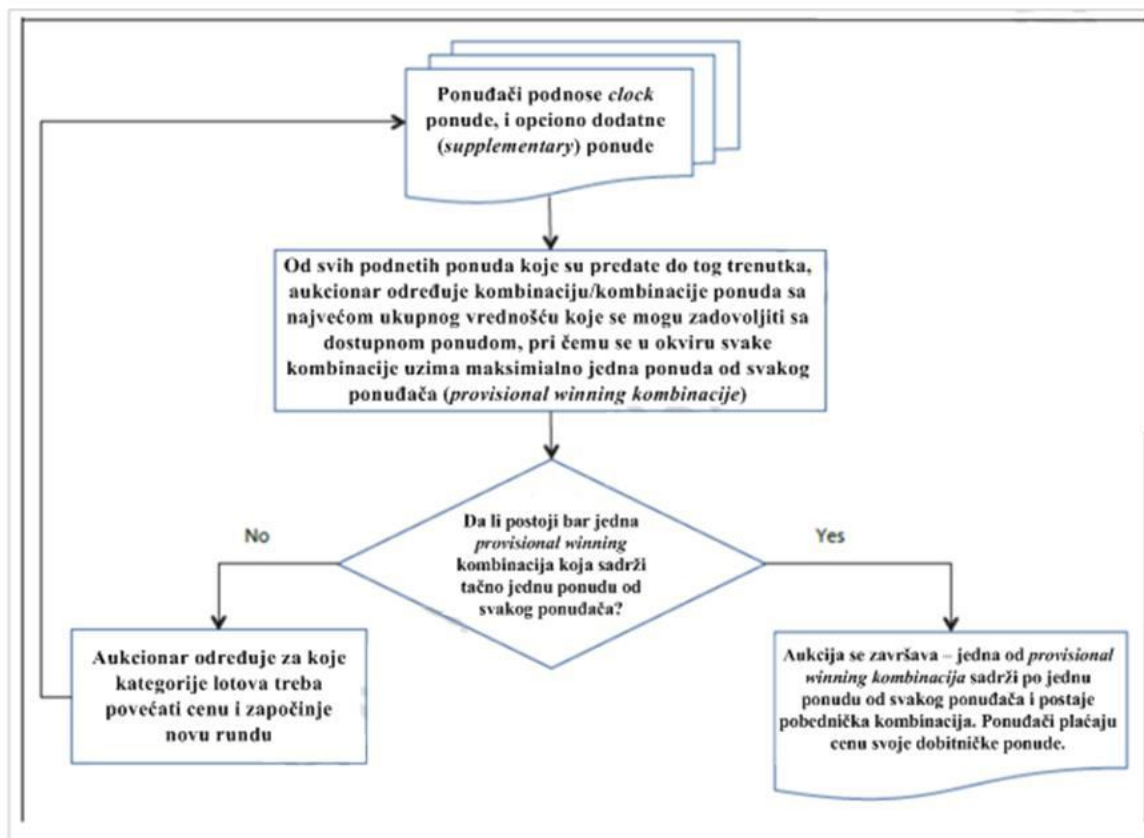 Ponuđači podnose clock
ponude, i opciono dodatne
(supplementary) ponude
Od svih podnetih ponuda koje su predate do tog trenutka,
aukcionar određuje kombinaciju/kombinacije ponuda sa
najvećom ukupnog vrednošću koje se mogu zadovoljiti sa
dostupnom ponudom, pri čemu se u okviru svake
kombinacije uzima maksimialno jedna ponuda od svakog
ponuđača (provisional winning kombinacije)
Da li postoji bar jedna
provisional winning
kombinacija koja sadrži
tačno jednu ponudu od
svakog ponuđača?
No
Yes
Aukcionar određuje za koje
kategorije lotova treba
povećati cenu i započinje
novu rundu
Aukcija se završava – jedna od provisional
winning kombinacija sadrži po jednu
ponudu od svakog ponuđača i postaje
pobednička kombinacija. Ponuđači plaćaju
cenu svoje dobitničke ponude.